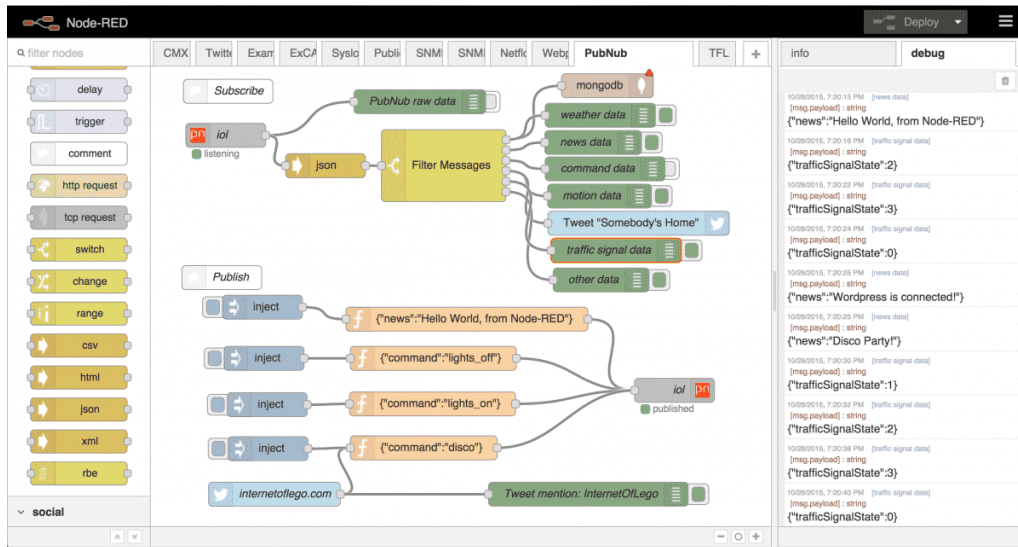 Node-RED
Deploy
filter nodes
CMX
Twitte
Exam
ExCA
Syslo
Publi
SNMI
SNMI
Netflo
Webp
PubNub
TFL
+
info
debug
delay
trigger
comment
http request
tcp request
switch
change
range
csv
html
json
xml
rbe
social
Subscribe
iol
listening
PubNub raw data
json
Filter Messages
mongodb
weather data
news data
command data
motion data
Tweet "Somebody's Home"
traffic signal data
other data
Publish
inject
{"news":"Hello World, from Node-RED"}
inject
{"command":"lights_off"}
inject
{"command":"lights_on"}
inject
{"command":"disco"}
iol
published
internetoflego.com
Tweet mention: InternetOfLego
10/28/2015, 7:20:15 PM [news data]
[msg.payload] : string
{"news":"Hello World, from Node-RED"}
10/28/2015, 7:20:18 PM [traffic signal data]
[msg.payload] : string
{"trafficSignalState":2}
10/28/2015, 7:20:22 PM [traffic signal data]
[msg.payload] : string
{"trafficSignalState":3}
10/28/2015, 7:20:24 PM [traffic signal data]
[msg.payload] : string
{"trafficSignalState":0}
10/28/2015, 7:20:25 PM [news data]
[msg.payload] : string
{"news":"Wordpress is connected!"}
10/28/2015, 7:20:25 PM [news data]
[msg.payload] : string
{"news":"Disco Party!"}
10/28/2015, 7:20:30 PM [traffic signal data]
[msg.payload] : string
{"trafficSignalState":1}
10/28/2015, 7:20:32 PM [traffic signal data]
[msg.payload] : string
{"trafficSignalState":2}
10/28/2015, 7:20:38 PM [traffic signal data]
[msg.payload] : string
{"trafficSignalState":3}
10/28/2015, 7:20:40 PM [traffic signal data]
[msg.payload] : string
{"trafficSignalState":0}